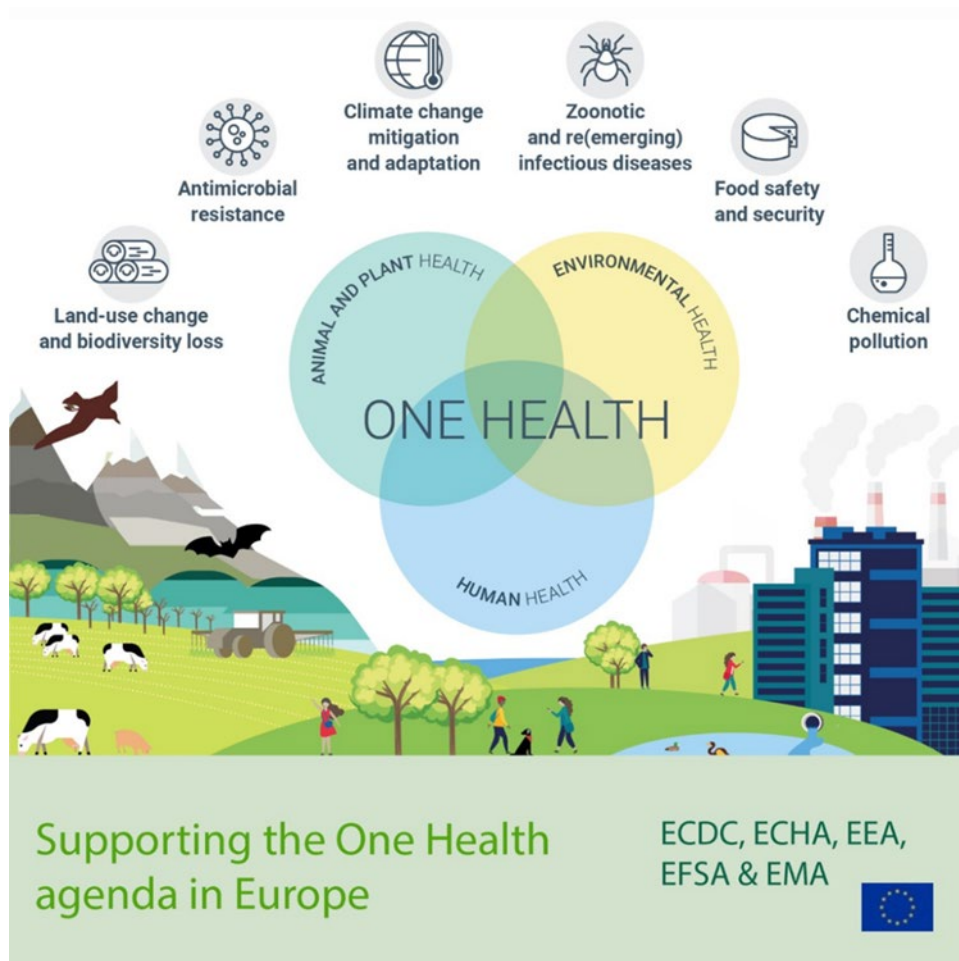 Climate change
mitigation
and adaptation
Zoonotic
and re(emerging)
infectious diseases
Antimicrobial
resistance
Food safety
and security
Land-use change
and biodiversity loss
Chemical
pollution
ANIMAL AND PLANT HEALTH
ENVIRONMENTAL HEALTH
ONE HEALTH
HUMAN HEALTH
Supporting the One Health
agenda in Europe
ECDC, ECHA, EEA,
EFSA & EMA